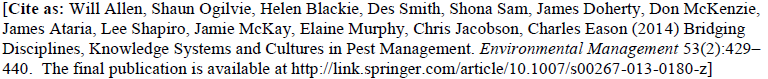 [Cite as: Will Allen, Shaun Ogilvie, Helen Blackie, Des Smith, Shona Sam, James Doherty, Don McKenzie,
James Ataria, Lee Shapiro, Jamie McKay, Elaine Murphy, Chris Jacobson, Charles Eason (2014) Bridging
Disciplines, Knowledge Systems and Cultures in Pest Management. Environmental Management 53(2):429–
440.  The final publication is available at http://link.springer.com/article/10.1007/s00267-013-0180-z]